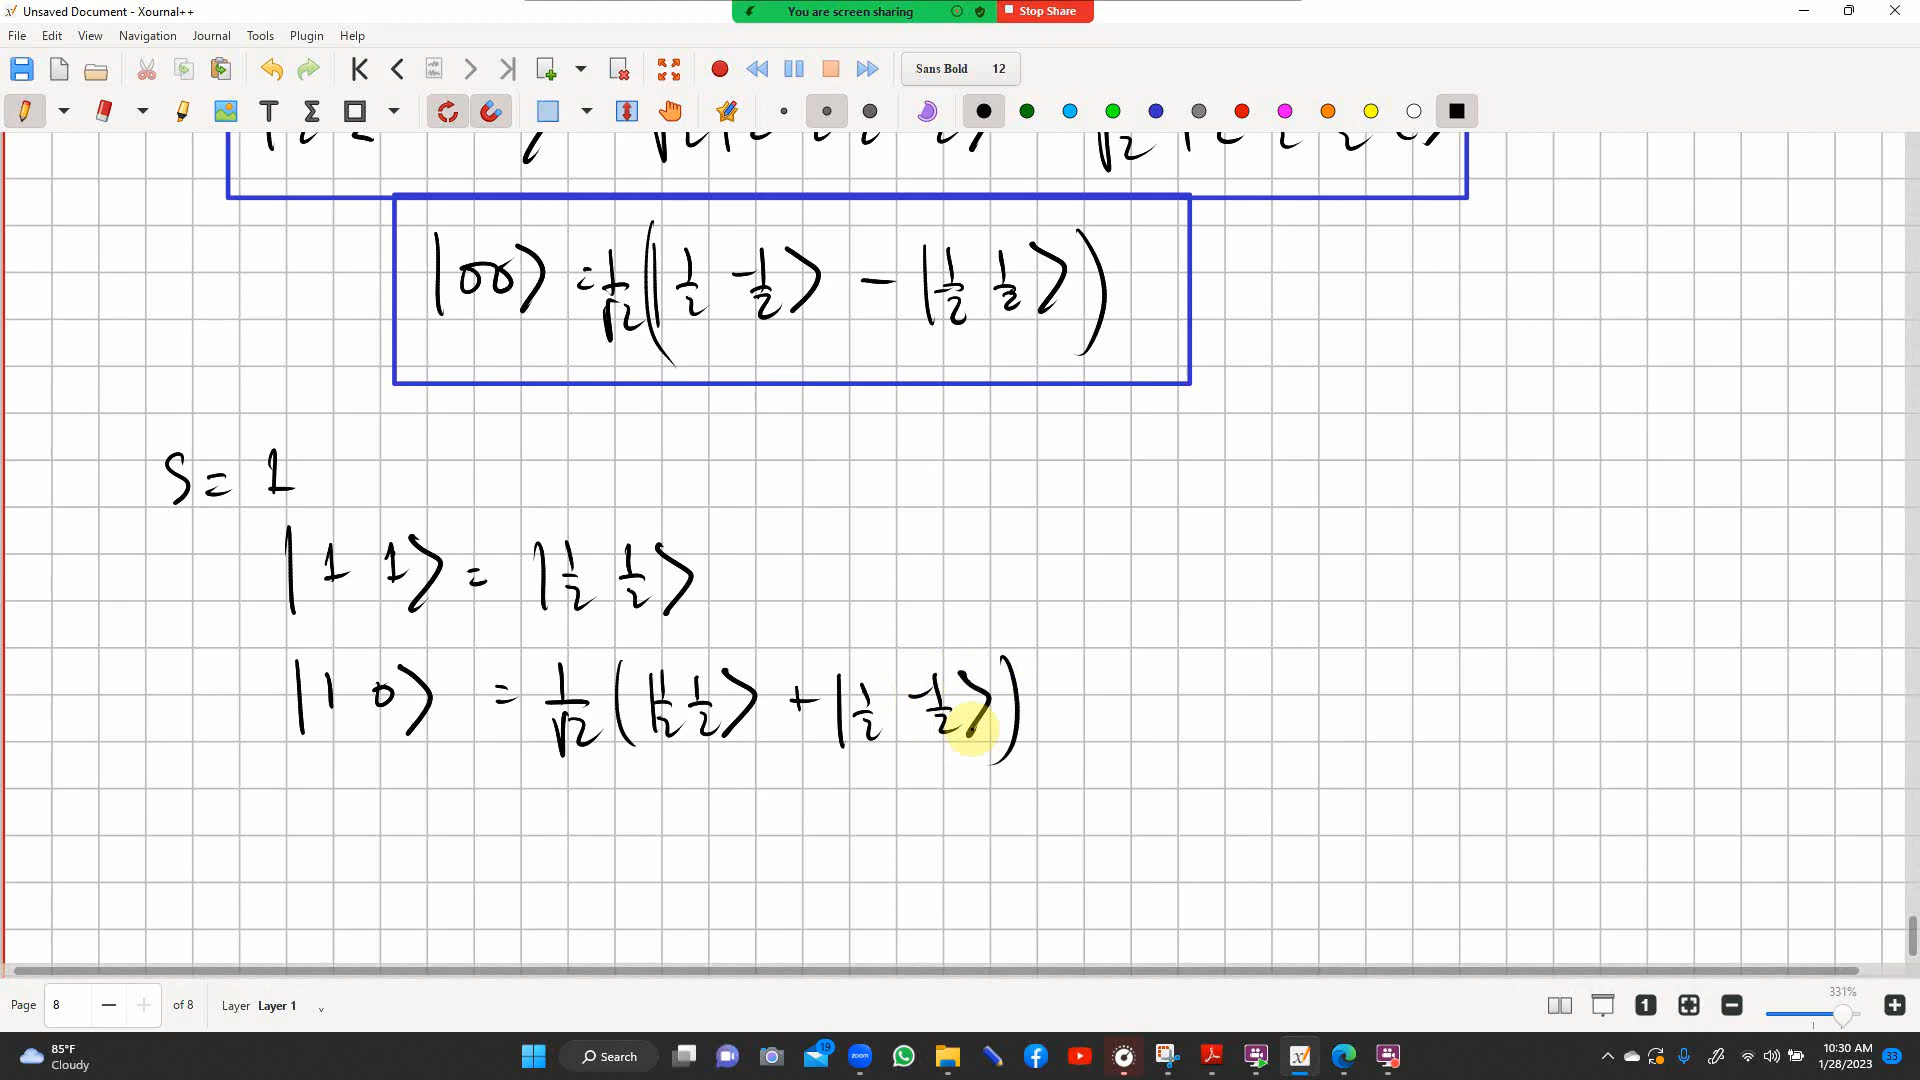 Unsaved Document - Xournal++
You are screen sharing
Stop Share
File Edit View Navigation Journal Tools Plugin Help
Sans Bold 12
|00⟩ = 1/√2 (|1/2 -1/2⟩ - |-1/2 1/2⟩)
S = 1
|1 1⟩ = |1/2 1/2⟩
|1 0⟩ = 1/√2 (|1/2 1/2⟩ + |1/2 -1/2⟩)
331%
Page 8 of 8 Layer Layer 1
85°F
Cloudy
Search
19
zoom
10:30 AM
1/28/2023
33